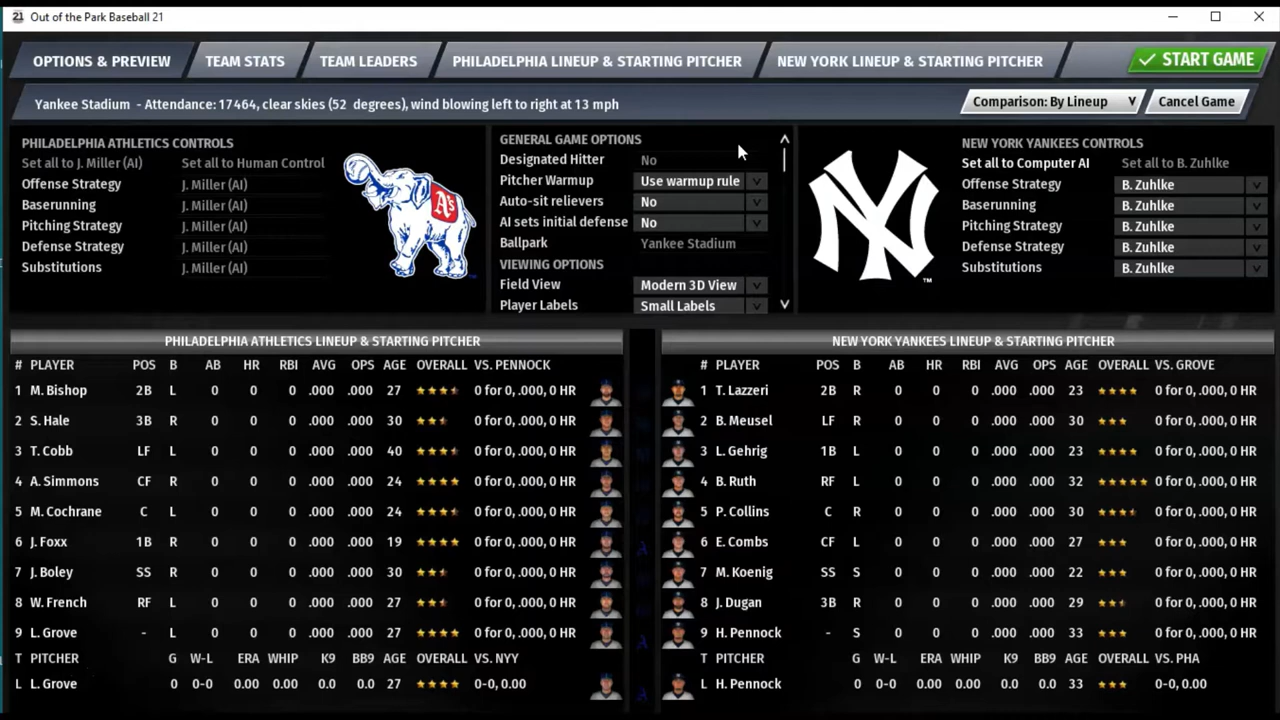 21 Out of the Park Baseball 21
OPTIONS & PREVIEW TEAM STATS TEAM LEADERS PHILADELPHIA LINEUP & STARTING PITCHER NEW YORK LINEUP & STARTING PITCHER START GAME
Yankee Stadium - Attendance: 17464, clear skies (52 degrees), wind blowing left to right at 13 mph Comparison: By Lineup Cancel Game
PHILADELPHIA ATHLETICS CONTROLS
Set all to J. Miller (AI) Set all to Human Control
Offense Strategy J. Miller (AI)
Baserunning J. Miller (AI)
Pitching Strategy J. Miller (AI)
Defense Strategy J. Miller (AI)
Substitutions J. Miller (AI)
A's
GENERAL GAME OPTIONS
Designated Hitter No
Pitcher Warmup Use warmup rule
Auto-sit relievers No
AI sets initial defense No
Ballpark Yankee Stadium
VIEWING OPTIONS
Field View Modern 3D View
Player Labels Small Labels
NY
TM
NEW YORK YANKEES CONTROLS
Set all to Computer AI Set all to B. Zuhlke
Offense Strategy B. Zuhlke
Baserunning B. Zuhlke
Pitching Strategy B. Zuhlke
Defense Strategy B. Zuhlke
Substitutions B. Zuhlke
PHILADELPHIA ATHLETICS LINEUP & STARTING PITCHER
# PLAYER POS B AB HR RBI AVG OPS AGE OVERALL VS. PENNOCK
1 M. Bishop 2B L 0 0 0 .000 .000 27 0 for 0, .000, 0 HR
2 S. Hale 3B R 0 0 0 .000 .000 30 0 for 0, .000, 0 HR
3 T. Cobb LF L 0 0 0 .000 .000 40 0 for 0, .000, 0 HR
4 A. Simmons CF R 0 0 0 .000 .000 24 0 for 0, .000, 0 HR
5 M. Cochrane C L 0 0 0 .000 .000 24 0 for 0, .000, 0 HR
6 J. Foxx 1B R 0 0 0 .000 .000 19 0 for 0, .000, 0 HR
7 J. Boley SS R 0 0 0 .000 .000 30 0 for 0, .000, 0 HR
8 W. French RF L 0 0 0 .000 .000 27 0 for 0, .000, 0 HR
9 L. Grove - L 0 0 0 .000 .000 27 0 for 0, .000, 0 HR
T PITCHER G W-L ERA WHIP K9 BB9 AGE OVERALL VS. NYY
L L. Grove 0 0-0 0.00 0.00 0.0 0.0 27 0-0, 0.00
NEW YORK YANKEES LINEUP & STARTING PITCHER
# PLAYER POS B AB HR RBI AVG OPS AGE OVERALL VS. GROVE
1 T. Lazzeri 2B R 0 0 0 .000 .000 23 0 for 0, .000, 0 HR
2 B. Meusel LF R 0 0 0 .000 .000 30 0 for 0, .000, 0 HR
3 L. Gehrig 1B L 0 0 0 .000 .000 23 0 for 0, .000, 0 HR
4 B. Ruth RF L 0 0 0 .000 .000 32 0 for 0, .000, 0 HR
5 P. Collins C R 0 0 0 .000 .000 30 0 for 0, .000, 0 HR
6 E. Combs CF L 0 0 0 .000 .000 27 0 for 0, .000, 0 HR
7 M. Koenig SS S 0 0 0 .000 .000 22 0 for 0, .000, 0 HR
8 J. Dugan 3B R 0 0 0 .000 .000 29 0 for 0, .000, 0 HR
9 H. Pennock - S 0 0 0 .000 .000 33 0 for 0, .000, 0 HR
T PITCHER G W-L ERA WHIP K9 BB9 AGE OVERALL VS. PHA
L H. Pennock 0 0-0 0.00 0.00 0.0 0.0 33 0-0, 0.00